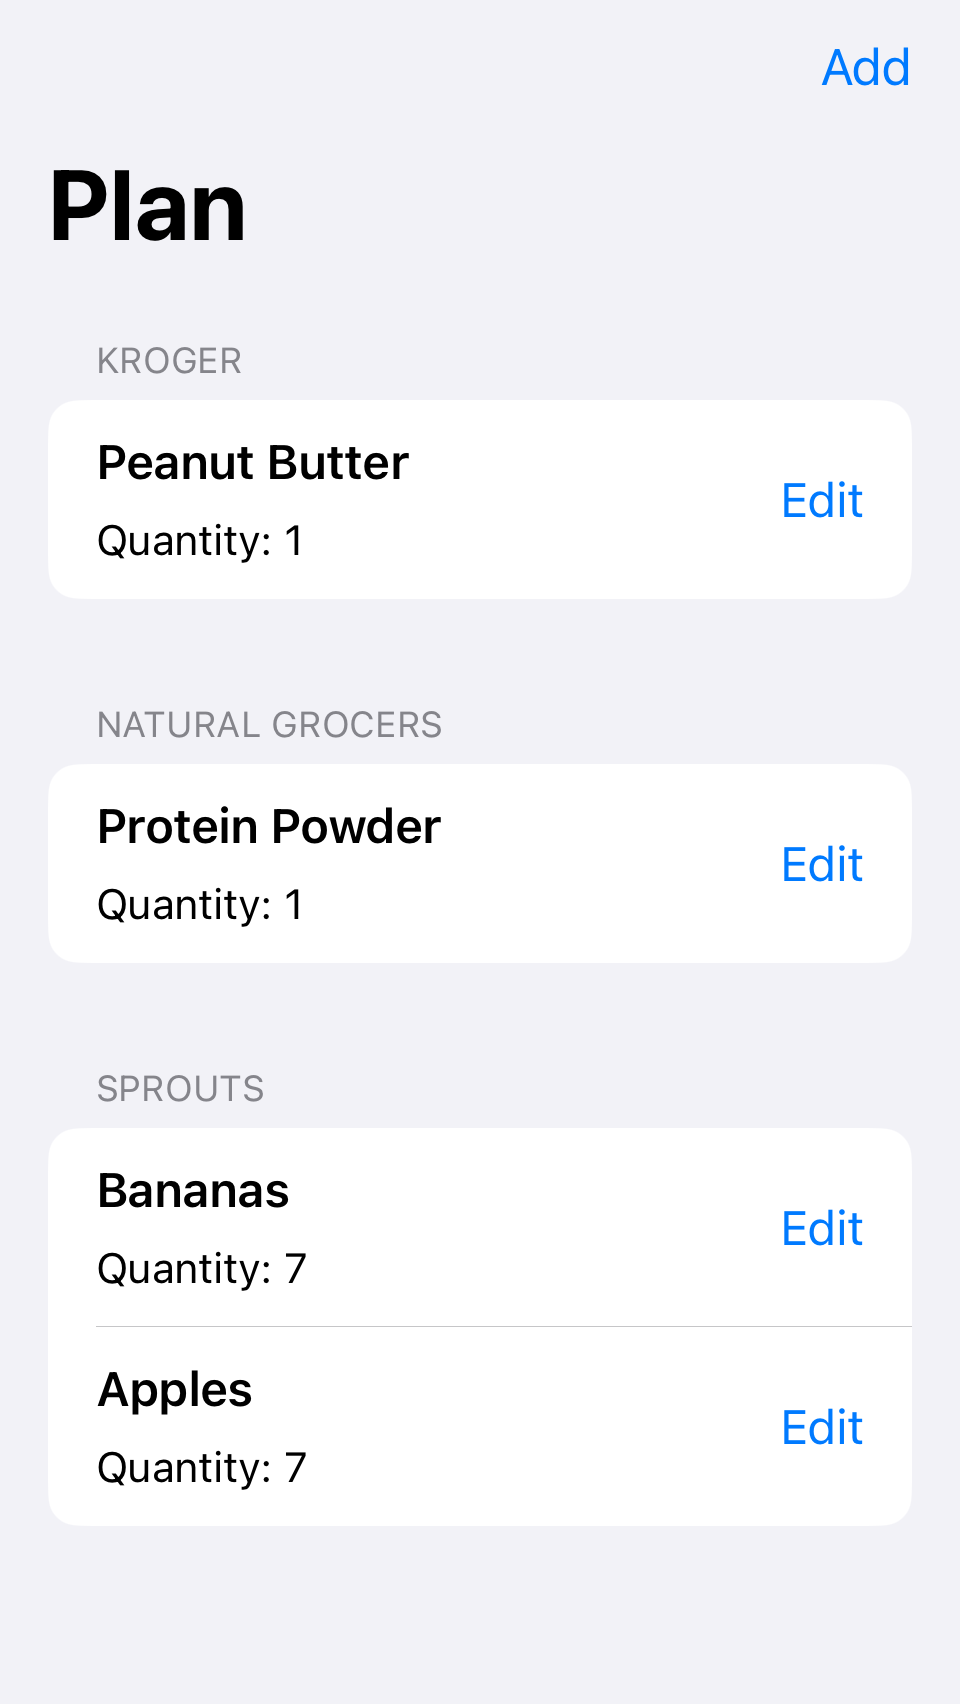 Add
Plan
KROGER
Peanut Butter
Edit
Quantity: 1
NATURAL GROCERS
Protein Powder
Edit
Quantity: 1
SPROUTS
Bananas
Edit
Quantity: 7
Apples
Edit
Quantity: 7